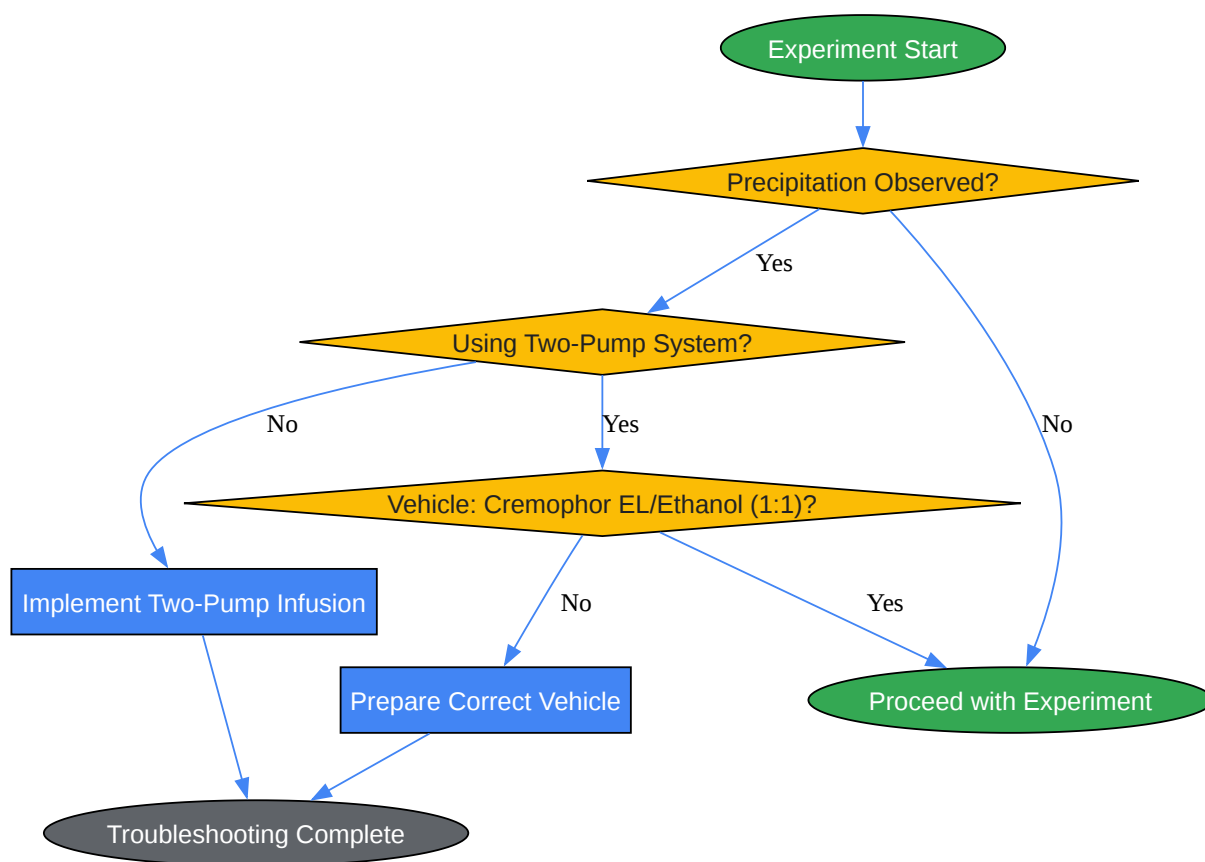 Experiment Start
Precipitation Observed?
Yes
Using Two-Pump System?
No
Yes
No
Vehicle: Cremophor EL/Ethanol (1:1)?
Implement Two-Pump Infusion
No
Yes
Prepare Correct Vehicle
Proceed with Experiment
Troubleshooting Complete